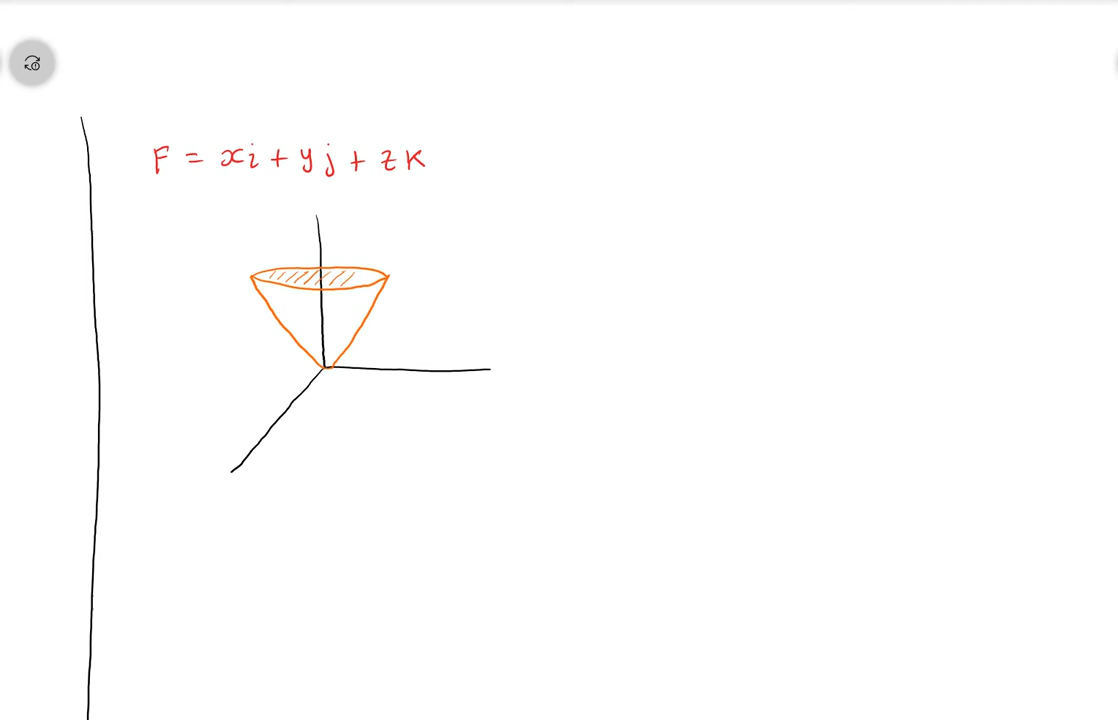 F = xi + yj + zk